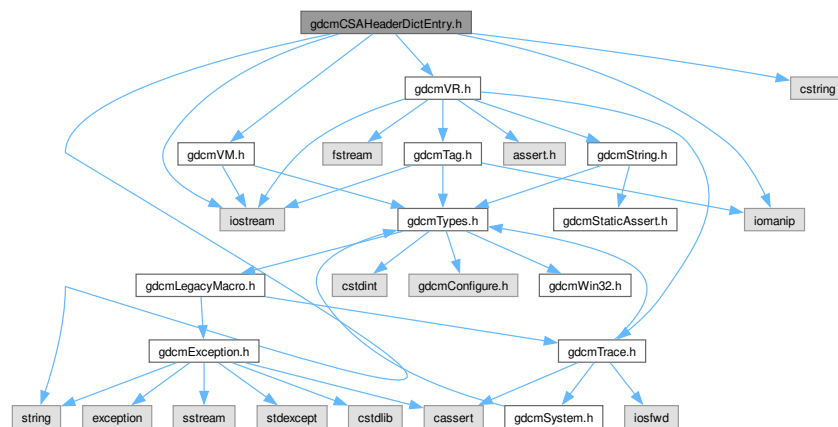 gdcmCSAHeaderDictEntry.h
gdcmVR.h
cstring
gdcmVM.h
fstream
gdcmTag.h
assert.h
gdcmString.h
iostream
gdcmTypes.h
gdcmStaticAssert.h
iomanip
gdcmLegacyMacro.h
cstdint
gdcmConfigure.h
gdcmWin32.h
gdcmException.h
gdcmTrace.h
string
exception
sstream
stdexcept
cstdlib
cassert
gdcmSystem.h
iosfwd